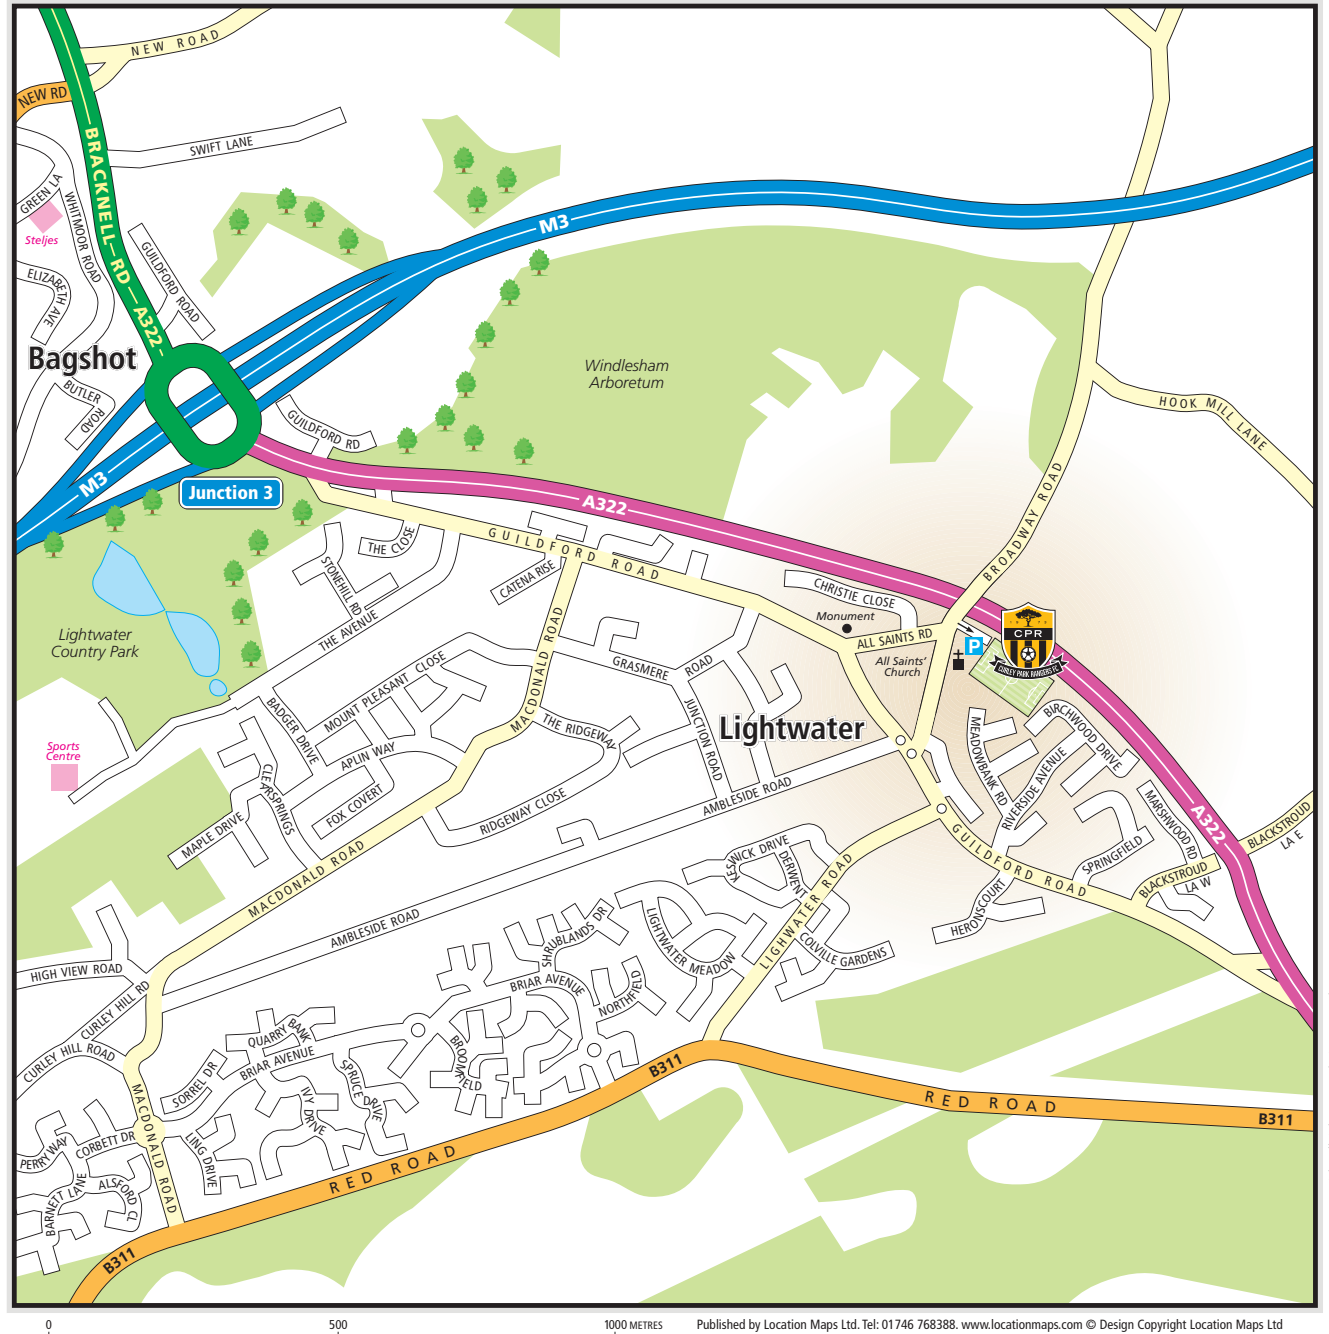 NEW ROAD
NEW RD
BRACKNELL RD A322
SWIFT LANE
GREEN LA
Steljes
WHITMOOR ROAD
GUILDFORD ROAD
ELIZABETH AVE
Bagshot
BUTLER ROAD
M3
M3
Junction 3
GUILDFORD RD
Windlesham
Arboretum
HOOK MILL LANE
BROADWAY ROAD
A322
GUILDFORD ROAD
THE CLOSE
STONEHILL RD
THE AVENUE
CATENA RISE
CHRISTIE CLOSE
Monument
ALL SAINTS RD
All Saints'
Church
P
CPR
CURLEY PARK RANGERS FC
Lightwater
Country Park
MOUNT PLEASANT CLOSE
MACDONALD ROAD
GRASMERE ROAD
JUNCTION ROAD
Lightwater
BADGER DRIVE
APLIN WAY
THE RIDGEWAY
Sports
Centre
CLEARSPRINGS
FOX COVERT
RIDGEWAY CLOSE
MAPLE DRIVE
AMBLESIDE ROAD
MEADOWBANK RD
BIRCHWOOD DRIVE
RIVERSIDE AVENUE
MARSHWOOD RD
A322
BLACKSTROUD
LA E
SPRINGFIELD
BLACKSTROUD
LA W
GUILDFORD ROAD
HERONSCOURT
KESWICK DRIVE
DERWENT
LIGHWATER ROAD
COLVILLE GARDENS
MACDONALD ROAD
AMBLESIDE ROAD
SHRUBLANDS DR
LIGHTWATER MEADOW
BRIAR AVENUE
NORTHFIELD
HIGH VIEW ROAD
CURLEY HILL RD
CURLEY HILL ROAD
QUARRY BANK
BRIAR AVENUE
SORREL DR
SPRUCE DRIVE
IVY DRIVE
BROOMFIELD
MACDONALD ROAD
LING DRIVE
PERRY WAY
CORBETT DR
BARNETT LANE
ALSFORD CL
B311
RED ROAD
B311
RED ROAD
B311
0 500 1000 METRES
Published by Location Maps Ltd. Tel: 01746 768388. www.locationmaps.com © Design Copyright Location Maps Ltd